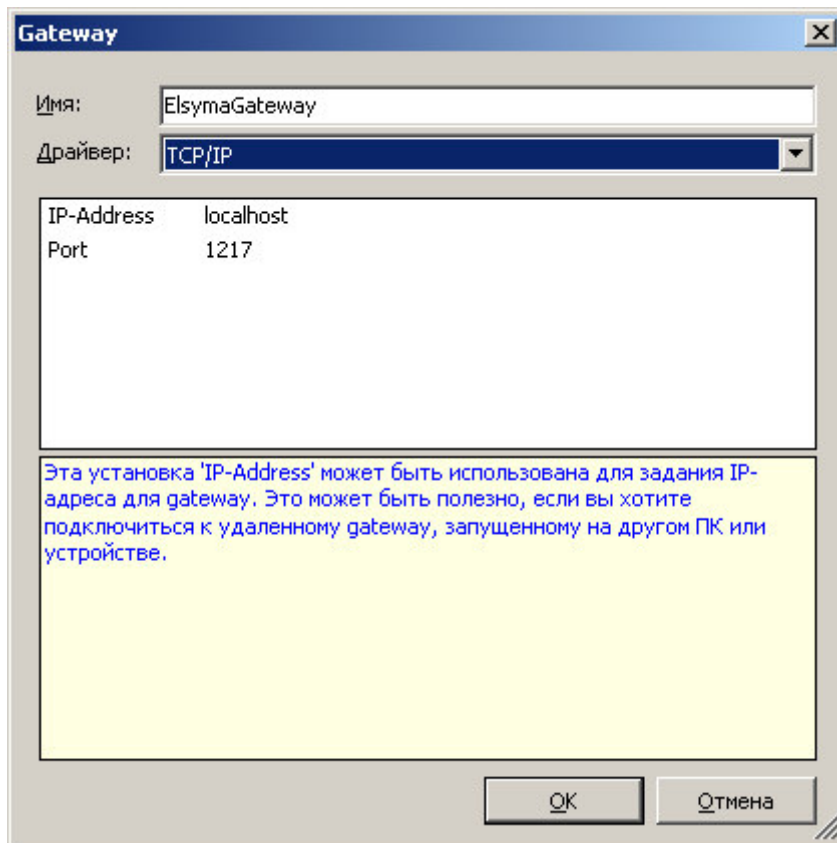 Gateway
Имя: ElsymaGateway
Драйвер: TCP/IP
IP-Address localhost
Port 1217
Эта установка 'IP-Address' может быть использована для задания IP-
адреса для gateway. Это может быть полезно, если вы хотите
подключиться к удаленному gateway, запущенному на другом ПК или
устройстве.
OK Отмена